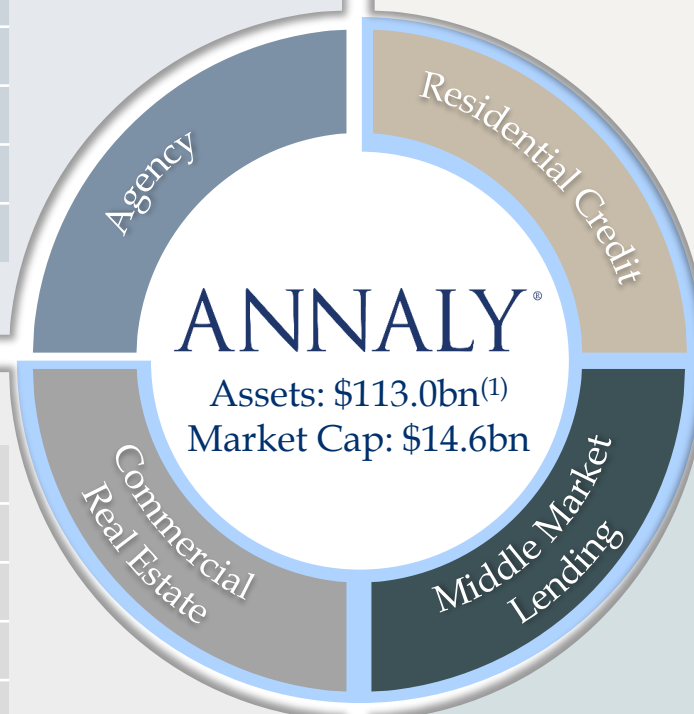 Agency
Residential Credit
ANNALY®
Assets: $113.0bn(1)
Market Cap: $14.6bn
Commercial
Real Estate
Middle Market
Lending